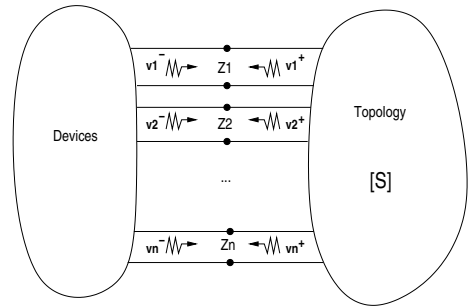 v1⁻ Z1 v1⁺
v2⁻ Z2 v2⁺
Devices
Topology
...
[S]
vn⁻ Zn vn⁺